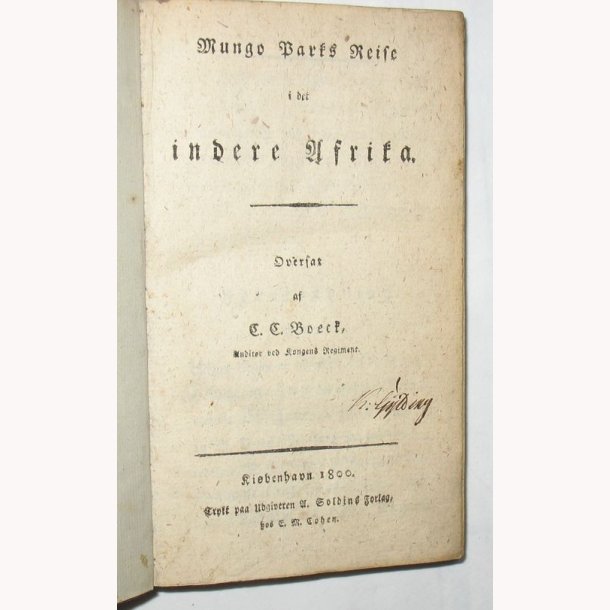 Mungo Parks Reise
i det
indere Afrika.
Oversat
af
C. C. Boeck,
Auditør ved Kongens Regiment.
Kiøbenhavn 1800.
Trykt paa Udgiveren A. Soldins Forlag,
hos E. M. Cohen.